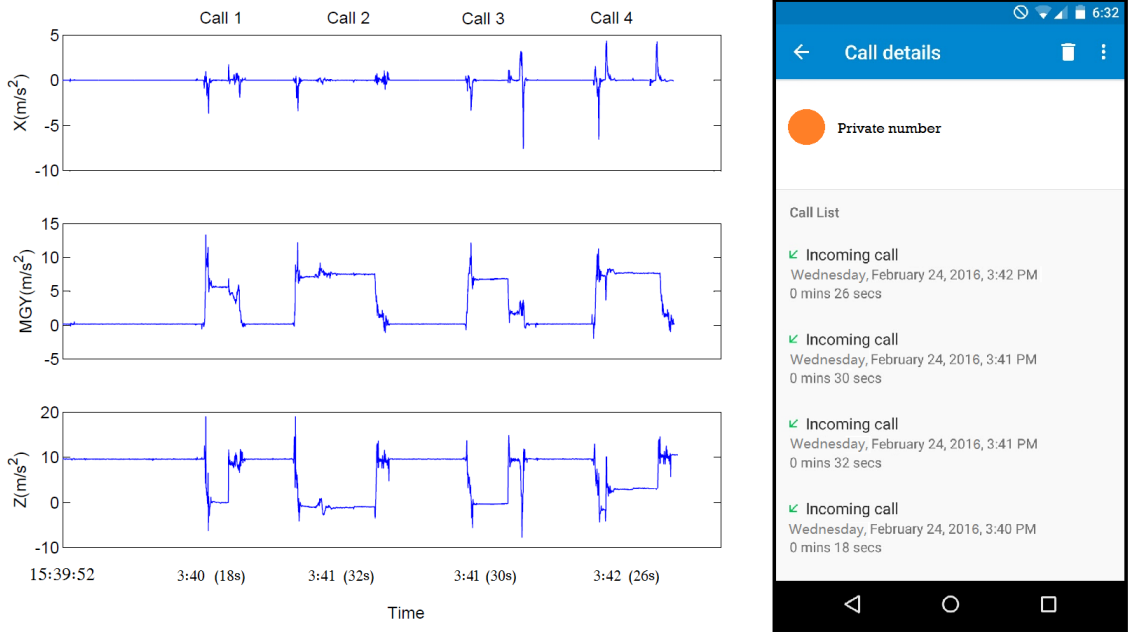 Call 1 Call 2 Call 3 Call 4
5
0
-5
-10
X(m/s²)
15
10
5
0
-5
MGY(m/s²)
20
10
0
-10
Z(m/s²)
15:39:52 3:40 (18s) 3:41 (32s) 3:41 (30s) 3:42 (26s)
Time
6:32
Call details
Private number
Call List
Incoming call
Wednesday, February 24, 2016, 3:42 PM
0 mins 26 secs
Incoming call
Wednesday, February 24, 2016, 3:41 PM
0 mins 30 secs
Incoming call
Wednesday, February 24, 2016, 3:41 PM
0 mins 32 secs
Incoming call
Wednesday, February 24, 2016, 3:40 PM
0 mins 18 secs